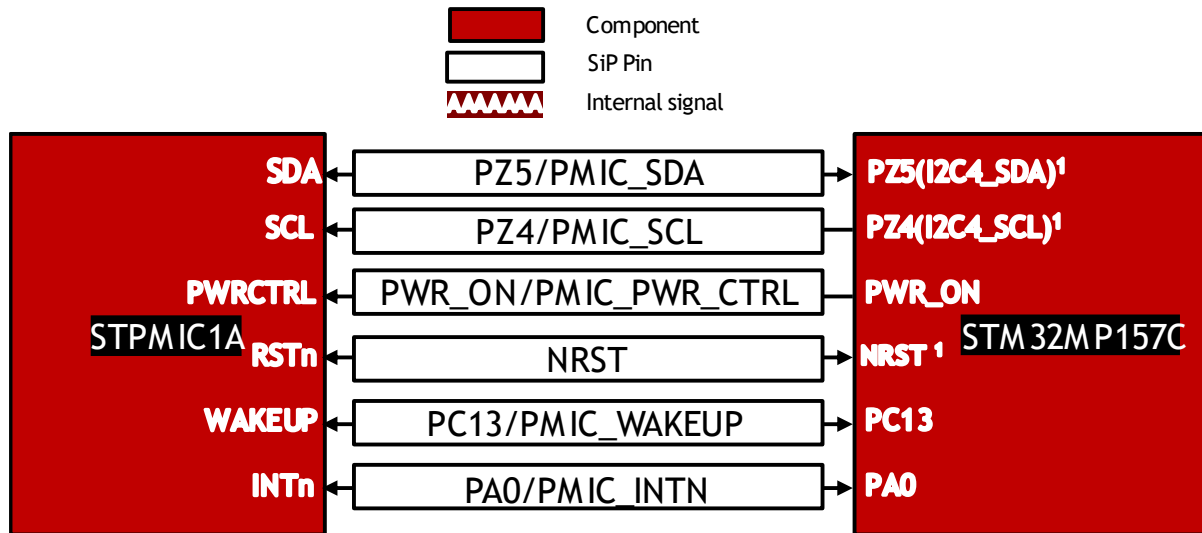 Component
SiP Pin
Internal signal
SDA PZ5/PMIC_SDA PZ5(I2C4_SDA)¹
SCL PZ4/PMIC_SCL PZ4(I2C4_SCL)¹
PWRCTRL PWR_ON/PMIC_PWR_CTRL PWR_ON
STPMIC1A STM32MP157C
RSTn NRST NRST ¹
WAKEUP PC13/PMIC_WAKEUP PC13
INTn PA0/PMIC_INTN PA0